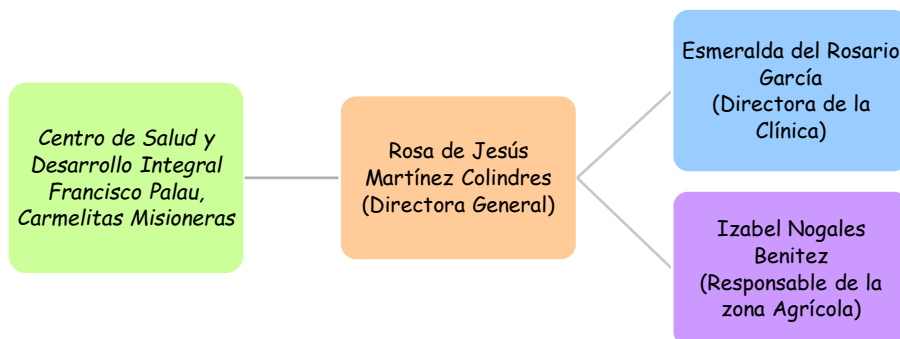 Centro de Salud y
Desarrollo Integral
Francisco Palau,
Carmelitas Misioneras
Rosa de Jesús
Martínez Colindres
(Directora General)
Esmeralda del Rosario
García
(Directora de la
Clínica)
Izabel Nogales
Benitez
(Responsable de la
zona Agrícola)